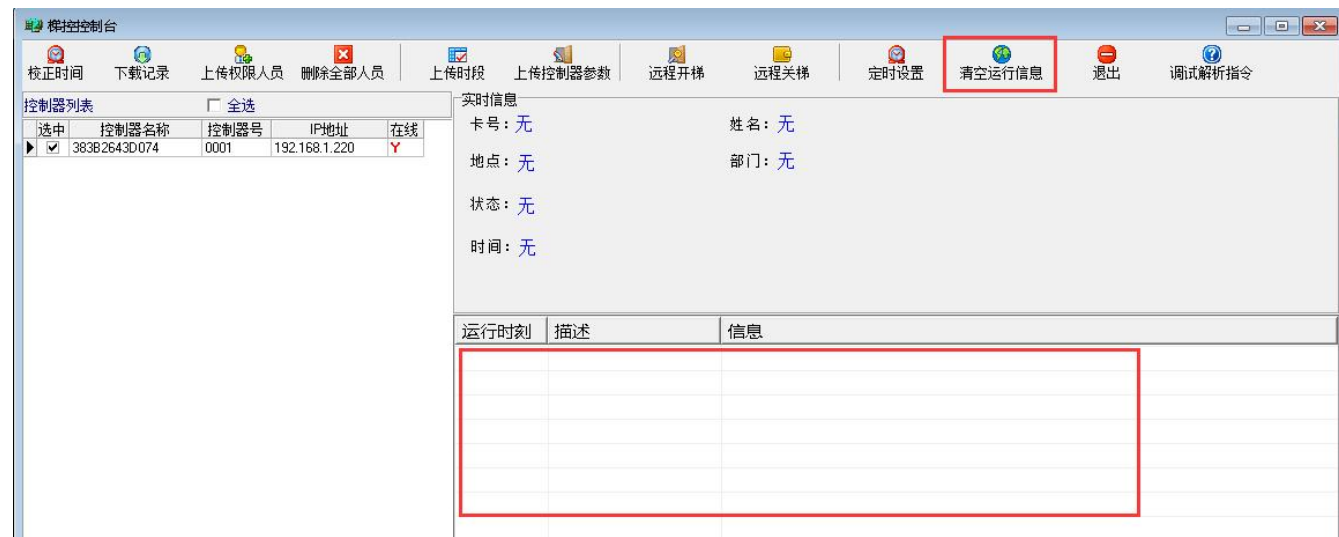 梯控控制台
校正时间 下载记录 上传权限人员 删除全部人员 上传时段 上传控制器参数 远程开梯 远程关梯 定时设置 清空运行信息 退出 调试解析指令
控制器列表 全选
选中 控制器名称 控制器号 IP地址 在线
383B2643D074 0001 192.168.1.220 Y
实时信息
卡号：无 姓名：无
地点：无 部门：无
状态：无
时间：无
运行时刻 描述 信息